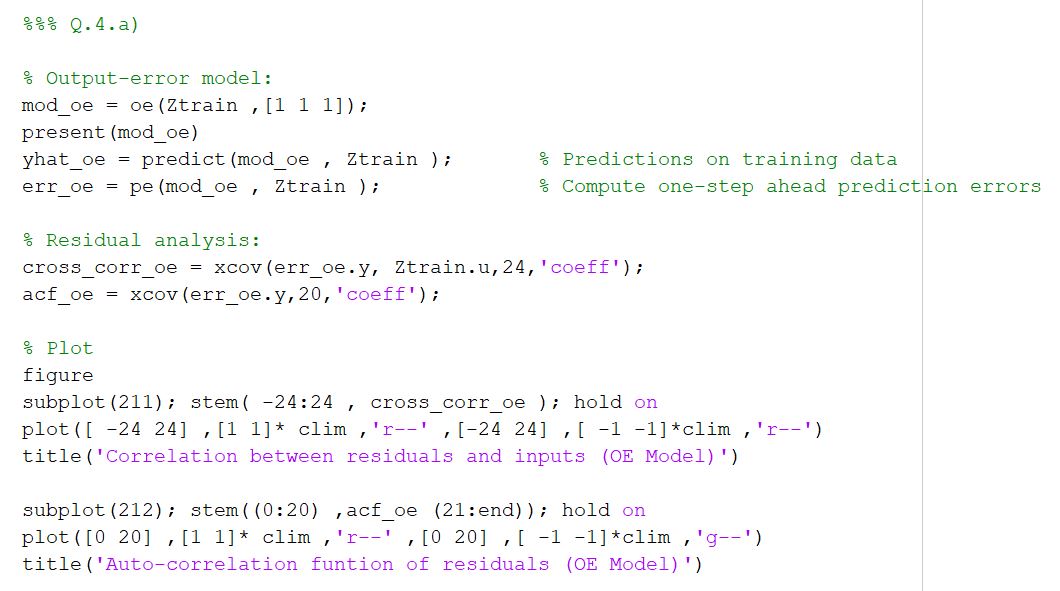 %%% Q.4.a)
% Output-error model:
mod_oe = oe(Ztrain ,[1 1 1]);
present(mod_oe)
yhat_oe = predict(mod_oe , Ztrain ); % Predictions on training data
err_oe = pe(mod_oe , Ztrain ); % Compute one-step ahead prediction errors
% Residual analysis:
cross_corr_oe = xcov(err_oe.y, Ztrain.u,24,'coeff');
acf_oe = xcov(err_oe.y,20,'coeff');
% Plot
figure
subplot(211); stem( -24:24 , cross_corr_oe ); hold on
plot([ -24 24] ,[1 1]* clim ,'r--' ,[-24 24] ,[ -1 -1]*clim ,'r--')
title('Correlation between residuals and inputs (OE Model)')
subplot(212); stem((0:20) ,acf_oe (21:end)); hold on
plot([0 20] ,[1 1]* clim ,'r--' ,[0 20] ,[ -1 -1]*clim ,'g--')
title('Auto-correlation funtion of residuals (OE Model)')